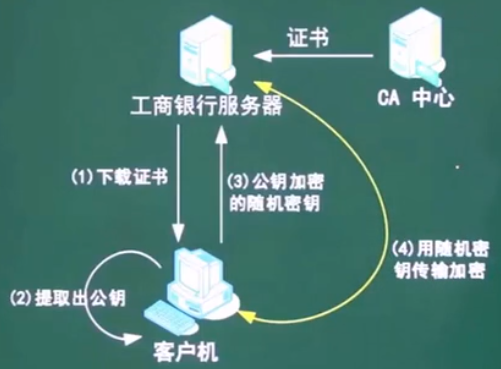 证书
工商银行服务器
CA 中心
(1)下载证书
(3)公钥加密
的随机密钥
(4)用随机密
钥传输加密
(2)提取出公钥
客户机